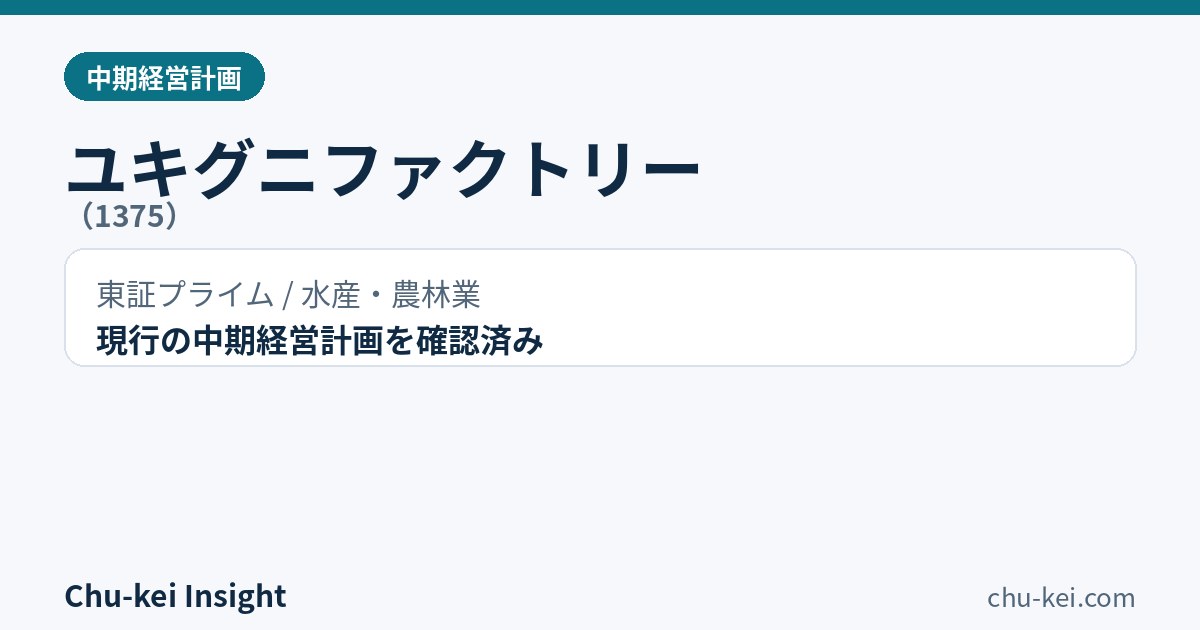 中期経営計画
ユキグニファクトリー
（1375）
東証プライム / 水産・農林業
現行の中期経営計画を確認済み
Chu-kei Insight
chu-kei.com